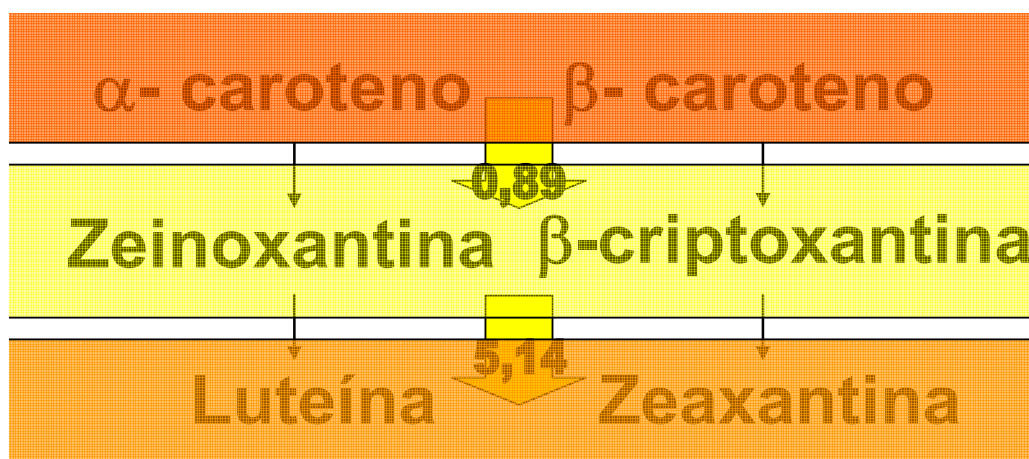 α- caroteno β- caroteno
0,89
Zeinoxantina β-criptoxantina
5,14
Luteína Zeaxantina